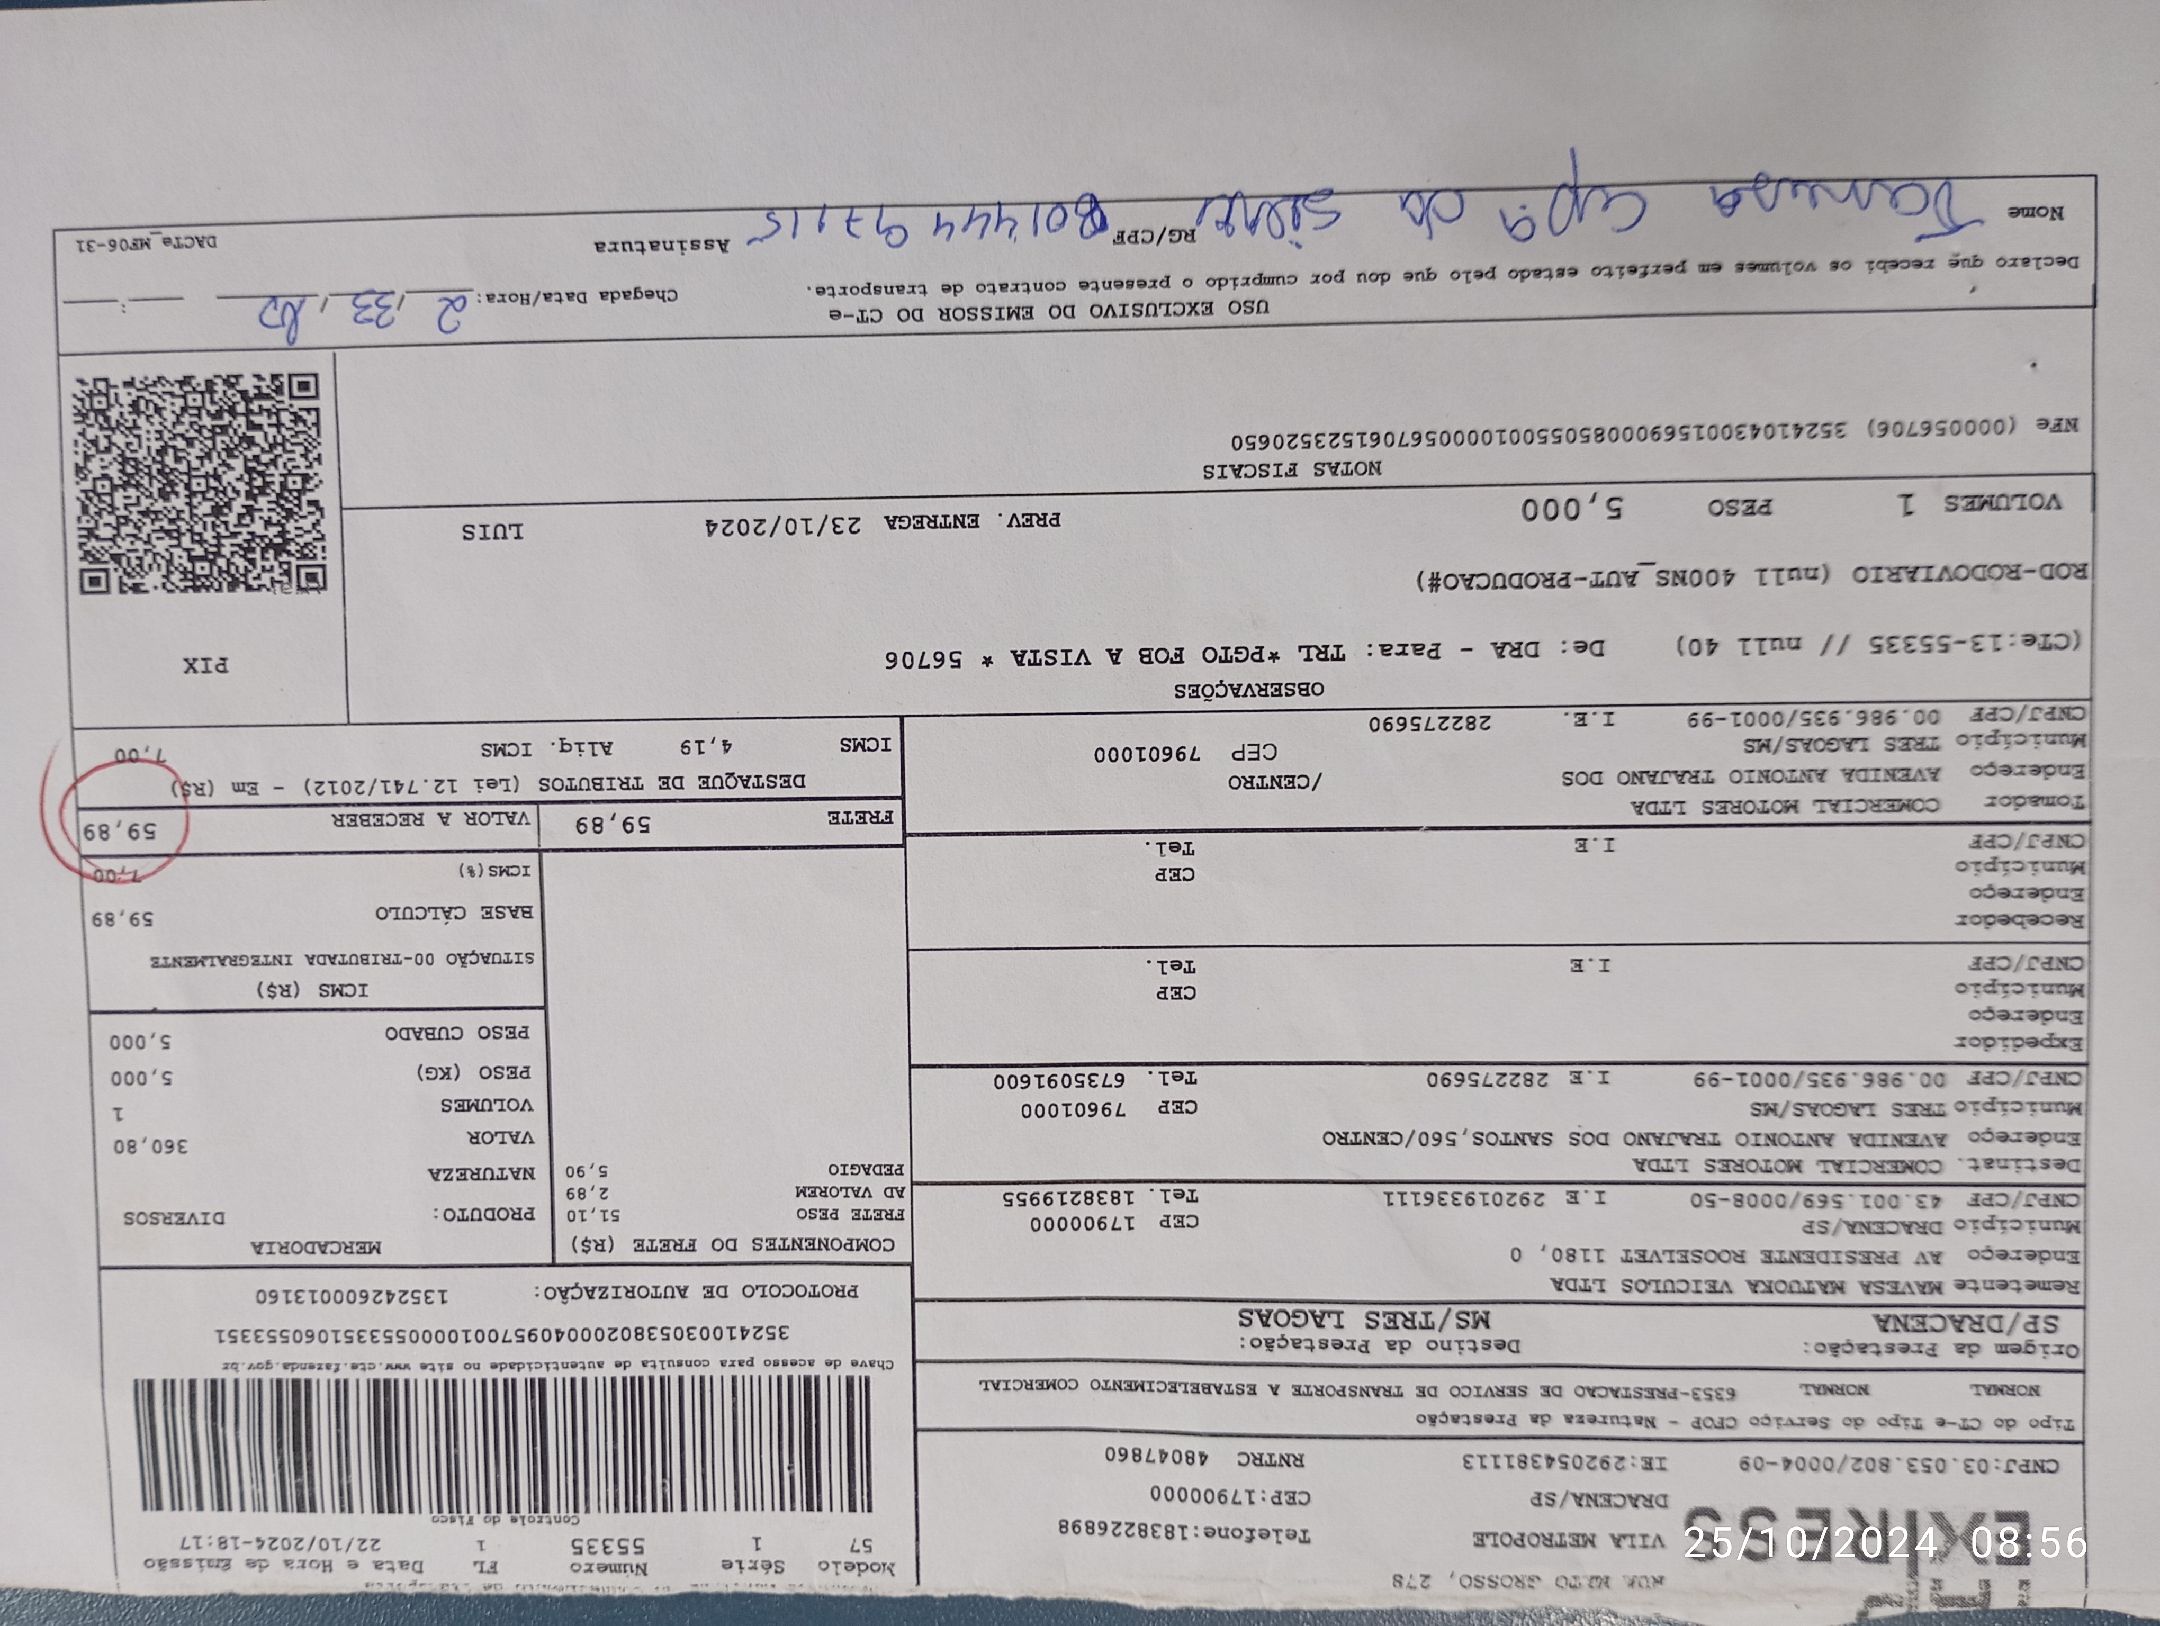 RUA MATO GROSSO, 278
VILA METROPOLE
Telefone:1838226898
DRACENA/SP
CEP:17900000
CNPJ:03.053.802/0004-09 IE:292054381113 RNTRC 48047860
Modelo Série Número FL Data e Hora de Emissão
57 1 55335 1 22/10/2024-18:17
Controle do Fisco
Chave de acesso para consulta de autenticidade no site www.cte.fazenda.gov.br
Tipo do CT-e Tipo do Serviço CFOP - Natureza da Prestação
NORMAL NORMAL 6353-PRESTACAO DE SERVICO DE TRANSPORTE A ESTABELECIMENTO COMERCIAL
35241003053802000409570010000553351060553351
PROTOCOLO DE AUTORIZAÇÃO: 135242600013160
Origem da Prestação: Destino da Prestação:
SP/DRACENA MS/TRES LAGOAS
Remetente MAVESA MATUOKA VEICULOS LTDA
Endereço AV PRESIDENTE ROOSELVET 1180, 0
Município DRACENA/SP CEP 17900000
CNPJ/CPF 43.001.569/0008-50 I.E 292019336111 Tel. 1838219955
Destinat. COMERCIAL MOTORES LTDA
Endereço AVENIDA ANTONIO TRAJANO DOS SANTOS,560/CENTRO
Município TRES LAGOAS/MS CEP 79601000
CNPJ/CPF 00.986.935/0001-99 I.E 282275690 Tel. 6735091600
Expedidor
Endereço
Município CEP
CNPJ/CPF I.E Tel.
Recebedor
Endereço
Município CEP
CNPJ/CPF I.E Tel.
Tomador COMERCIAL MOTORES LTDA
Endereço AVENIDA ANTONIO TRAJANO DOS /CENTRO
Município TRES LAGOAS/MS CEP 79601000
CNPJ/CPF 00.986.935/0001-99 I.E. 282275690
COMPONENTES DO FRETE (R$)
FRETE PESO 51,10
AD VALOREM 2,89
PEDAGIO 5,90
MERCADORIA
PRODUTO: DIVERSOS
NATUREZA
VALOR 360,80
VOLUMES 1
PESO (KG) 5,000
PESO CUBADO 5,000
ICMS (R$)
SITUAÇÃO 00-TRIBUTADA INTEGRALMENTE
BASE CÁLCULO 59,89
ICMS(%) 7,00
FRETE 59,89 VALOR A RECEBER 59,89
DESTAQUE DE TRIBUTOS (Lei 12.741/2012) - Em (R$)
ICMS 4,19 Aliq. ICMS 7,00
OBSERVAÇÕES
(CTe:13-55335 // null 40) De: DRA - Para: TRL *PGTO FOB A VISTA * 56706
ROD-RODOVIARIO (null 400NS_AUT-PRODUCAO#)
VOLUMES 1 PESO 5,000 PREV. ENTREGA 23/10/2024 LUIS
PIX
NOTAS FISCAIS
NFe (000056706) 35241043001569000850550010000567061523520650
USO EXCLUSIVO DO EMISSOR DO CT-e
Declaro que recebi os volumes em perfeito estado pelo que dou por cumprido o presente contrato de transporte.
Chegada Data/Hora:
Nome RG/CPF Assinatura
DACTe_MF06-31
25/10/2024 08:56